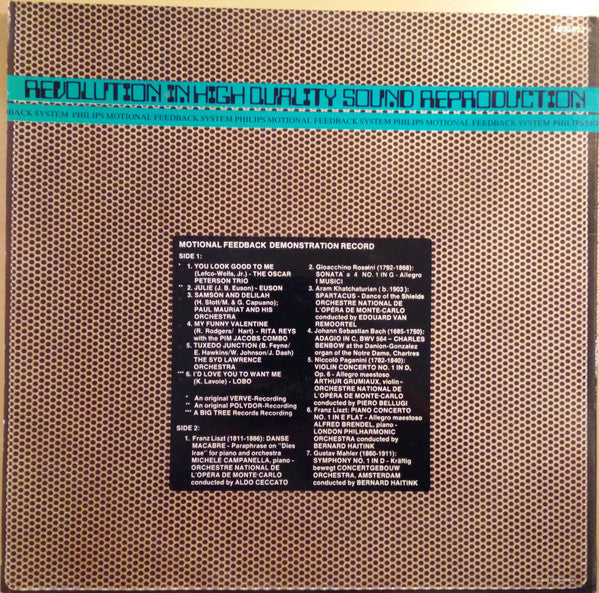 REVOLUTION IN HIGH QUALITY SOUND REPRODUCTION
DBACK SYSTEM PHILIPS MOTIONAL FEEDBACK SYSTEM PHILIPS MOTIONAL FEEDBACK SYSTEM PHILIPS MOTIONAL FEEDBACK SYSTEM PHILIPS MO
MOTIONAL FEEDBACK DEMONSTRATION RECORD
SIDE 1:
* 1. YOU LOOK GOOD TO ME
(Lefco-Wells, Jr.) - THE OSCAR
PETERSON TRIO
** 2. JULIE (J. B. Euson) - EUSON
3. SAMSON AND DELILAH
(H. Stott/M. & G. Capuano);
PAUL MAURIAT AND HIS
ORCHESTRA
4. MY FUNNY VALENTINE
(R. Rodgers/ Hart) - RITA REYS
with the PIM JACOBS COMBO
5. TUXEDO JUNCTION (B. Feyne/
E. Hawkins/W. Johnson/J. Dash)
THE SYD LAWRENCE
ORCHESTRA
*** 6. I'D LOVE YOU TO WANT ME
(K. Lavoie) - LOBO
* An original VERVE-Recording
** An original POLYDOR-Recording
*** A BIG TREE Records Recording
SIDE 2:
1. Franz Liszt (1811-1886): DANSE
MACABRE - Paraphrase on "Dies
Irae" for piano and orchestra
MICHELE CAMPANELLA, piano -
ORCHESTRE NATIONAL DE
L'OPÉRA DE MONTE-CARLO
conducted by ALDO CECCATO
2. Gioacchino Rossini (1792-1868):
SONATA a 4 NO. 1 IN G - Allegro
I MUSICI
3. Aram Khatchaturian (b. 1903):
SPARTACUS - Dance of the Shields
ORCHESTRE NATIONAL DE
L'OPÉRA DE MONTE-CARLO
conducted by EDOUARD VAN
REMOORTEL
4. Johann Sebastian Bach (1685-1750):
ADAGIO IN C, BWV 564 – CHARLES
BENBOW at the Danion-Gonzalez
organ of the Notre Dame, Chartres
5. Niccolò Paganini (1782-1840):
VIOLIN CONCERTO NO. 1 IN D,
Op. 6 - Allegro maestoso
ARTHUR GRUMIAUX, violin -
ORCHESTRE NATIONAL DE
L'OPÉRA DE MONTE-CARLO
conducted by PIERO BELLUGI
6. Franz Liszt: PIANO CONCERTO
NO. 1 IN E FLAT - Allegro maestoso
ALFRED BRENDEL, piano -
LONDON PHILHARMONIC
ORCHESTRA conducted by
BERNARD HAITINK
7. Gustav Mahler (1860-1911):
SYMPHONY NO. 1 IN D - Kräftig
bewegt CONCERTGEBOUW
ORCHESTRA, AMSTERDAM
conducted by BERNARD HAITINK